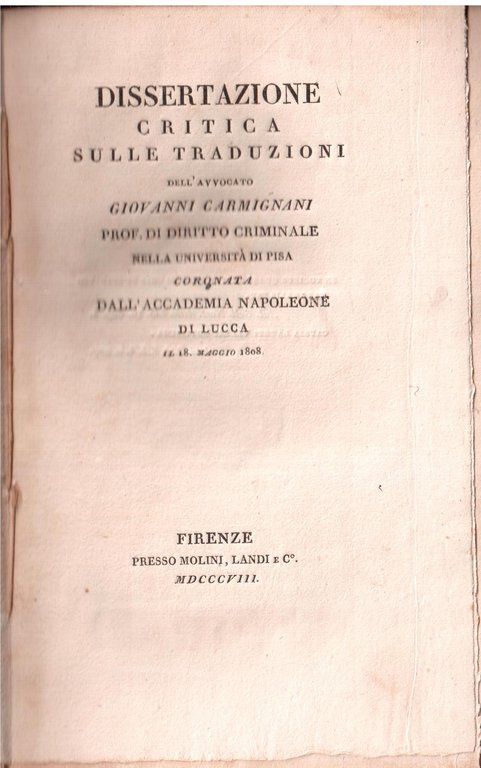 DISSERTAZIONE
CRITICA
SULLE TRADUZIONI
DELL'AVVOCATO
GIOVANNI CARMIGNANI
PROF. DI DIRITTO CRIMINALE
NELLA UNIVERSITÀ DI PISA
CORONATA
DALL'ACCADEMIA NAPOLEONE
DI LUCCA
IL 18. MAGGIO 1808.
FIRENZE
PRESSO MOLINI, LANDI E Cº.
MDCCCVIII.